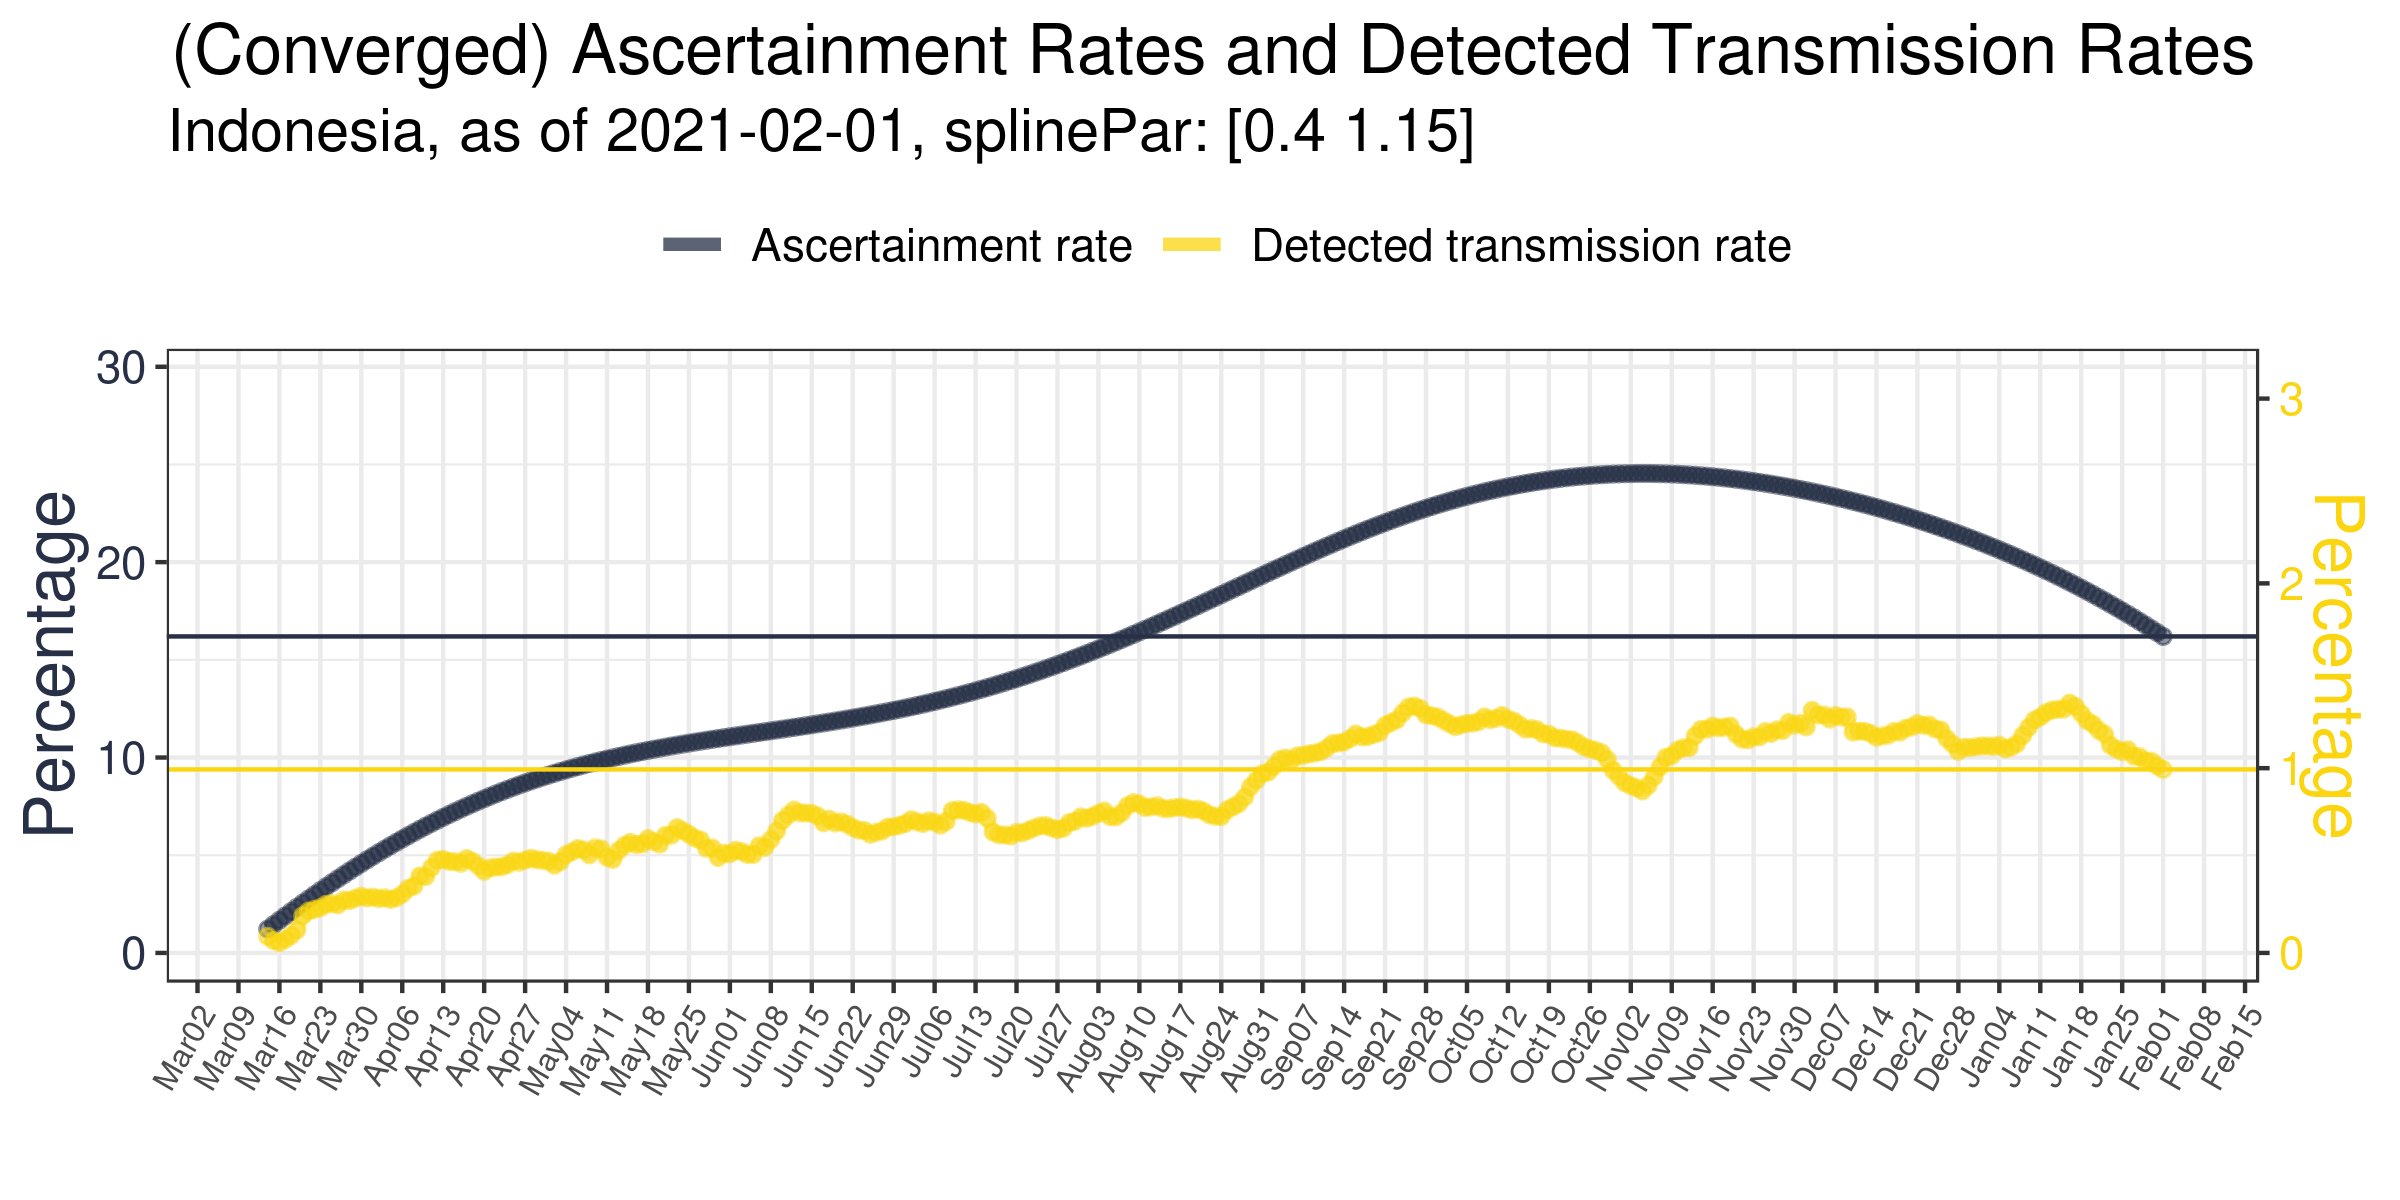 (Converged) Ascertainment Rates and Detected Transmission Rates
Indonesia, as of 2021-02-01, splinePar: [0.4 1.15]
Ascertainment rate Detected transmission rate
Percentage
30
20
10
0
3
2
1
0
Percentage
Mar02 Mar09 Mar16 Mar23 Mar30 Apr06 Apr13 Apr20 Apr27 May04 May11 May18 May25 Jun01 Jun08 Jun15 Jun22 Jun29 Jul06 Jul13 Jul20 Jul27 Aug03 Aug10 Aug17 Aug24 Aug31 Sep07 Sep14 Sep21 Sep28 Oct05 Oct12 Oct19 Oct26 Nov02 Nov09 Nov16 Nov23 Nov30 Dec07 Dec14 Dec21 Dec28 Jan04 Jan11 Jan18 Jan25 Feb01 Feb08 Feb15